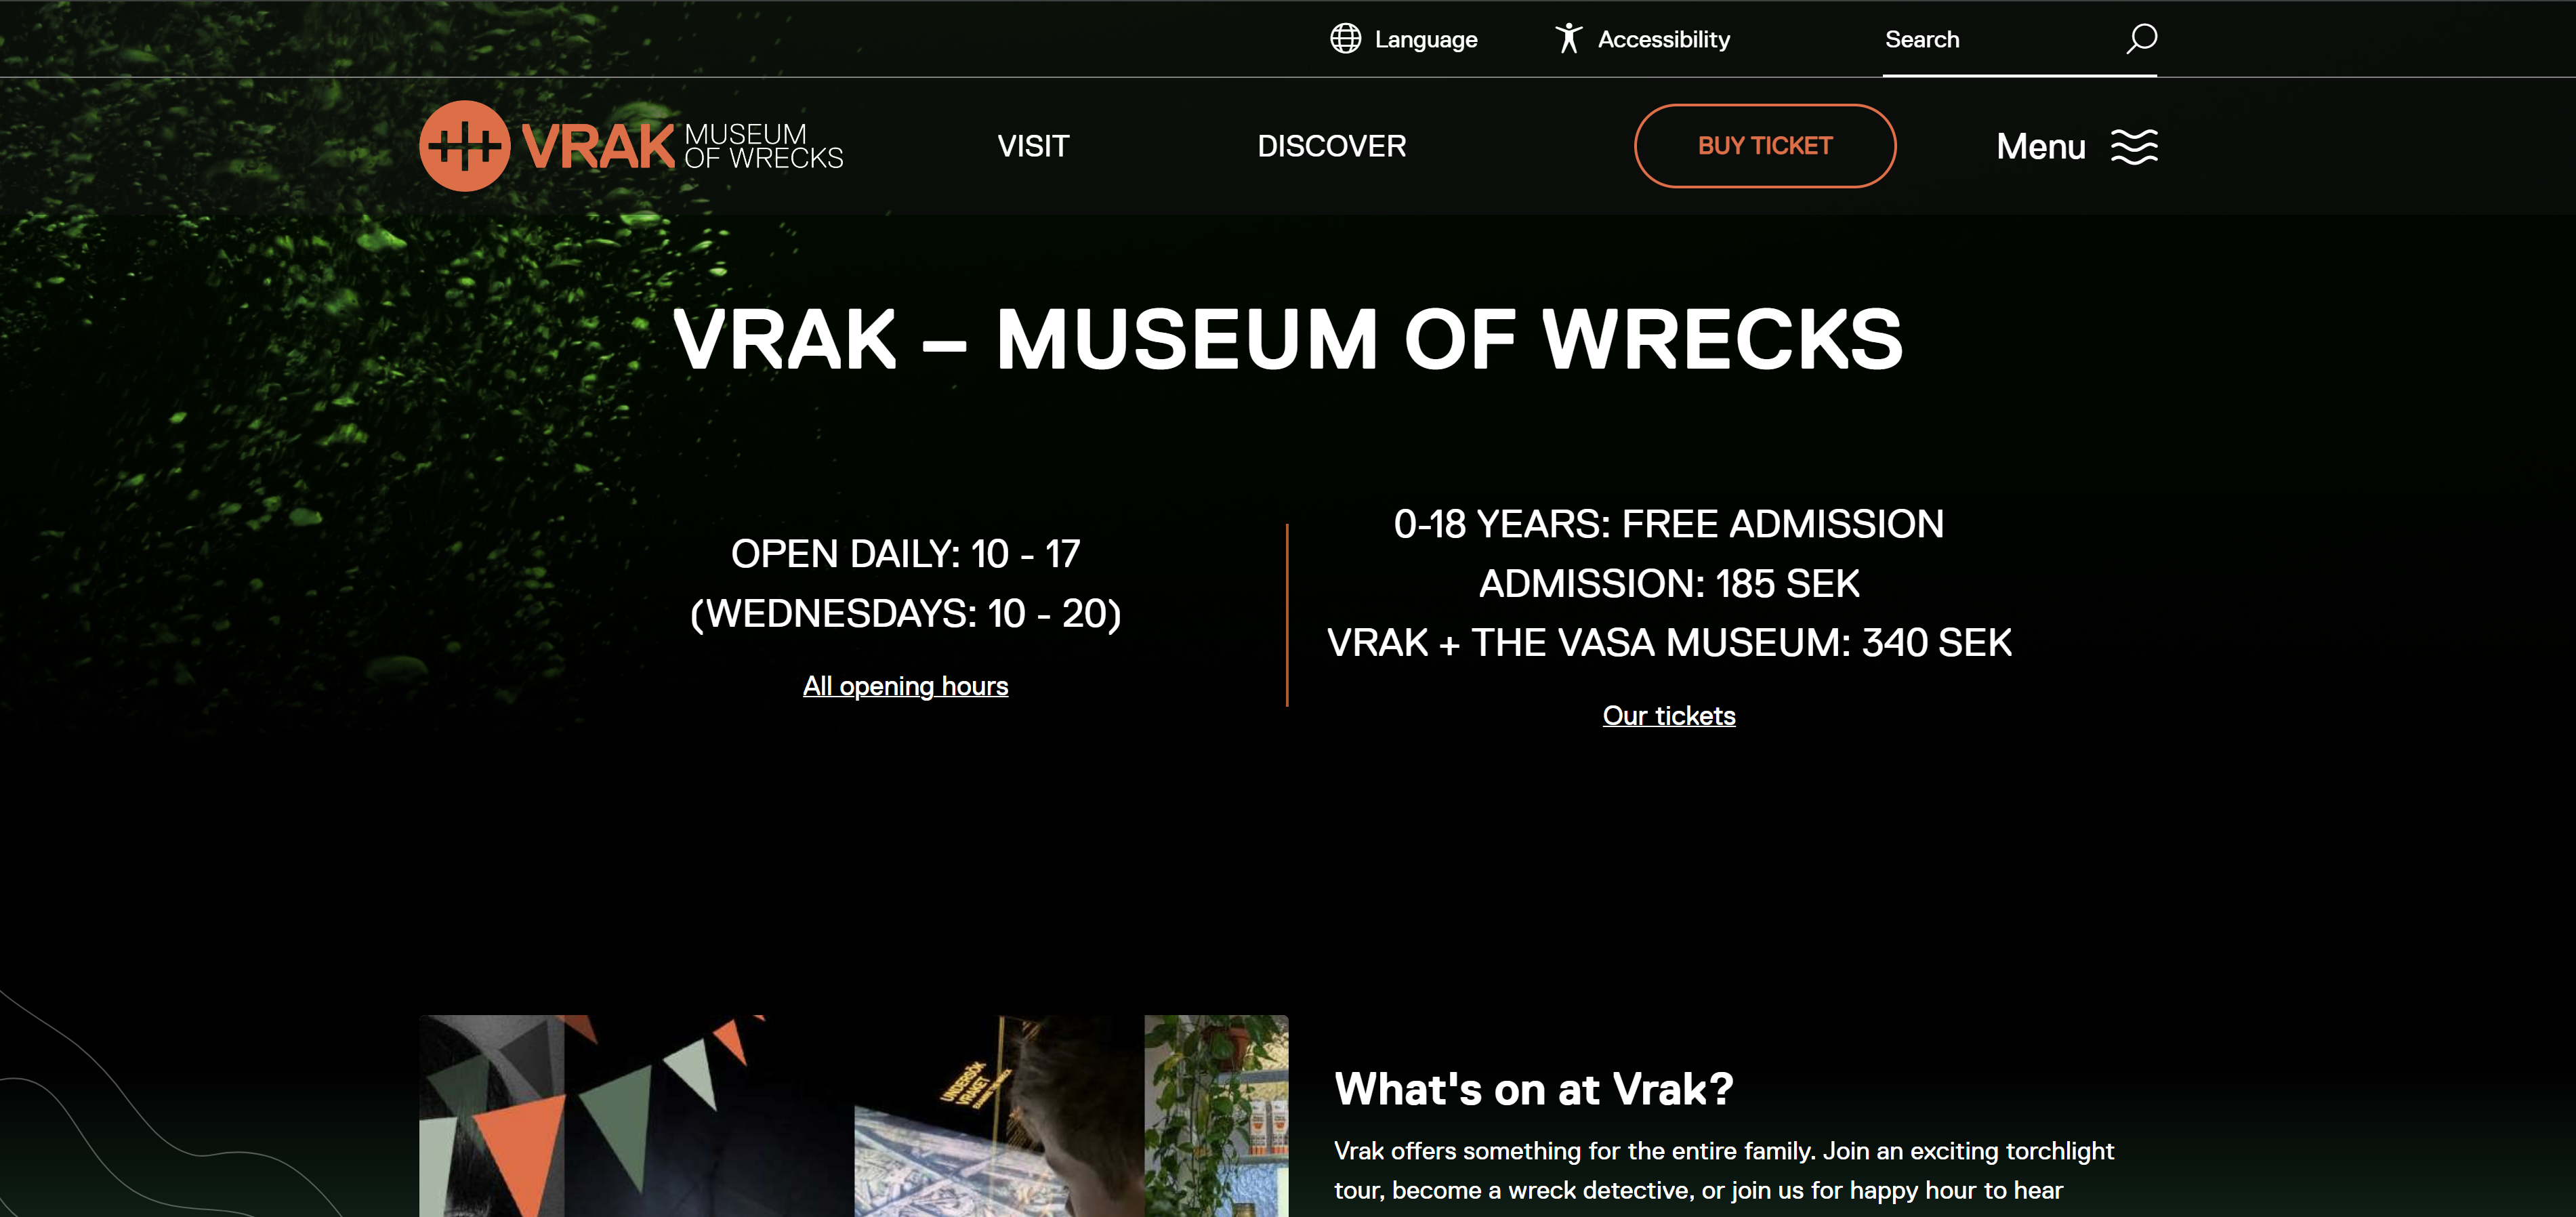 Language
Accessibility
Search
VRAK MUSEUM
OF WRECKS
VISIT
DISCOVER
BUY TICKET
Menu
VRAK – MUSEUM OF WRECKS
OPEN DAILY: 10 - 17
(WEDNESDAYS: 10 - 20)
All opening hours
0-18 YEARS: FREE ADMISSION
ADMISSION: 185 SEK
VRAK + THE VASA MUSEUM: 340 SEK
Our tickets
UNDERSÖK
VRAKET
What's on at Vrak?
Vrak offers something for the entire family. Join an exciting torchlight
tour, become a wreck detective, or join us for happy hour to hear